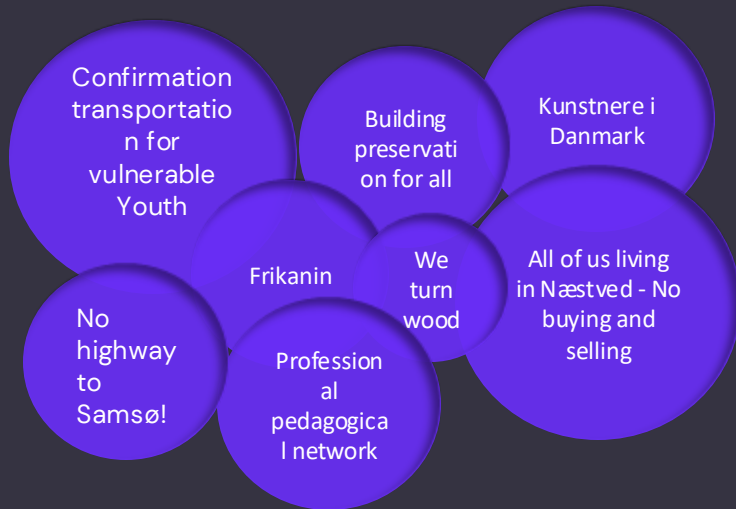 Confirmation
transportatio
n for
vulnerable
Youth
Building
preservati
on for all
Kunstnere i
Danmark
Frikanin
We
turn
wood
All of us living
in Næstved - No
buying and
selling
No
highway
to
Samsø!
Profession
al
pedagogica
l network